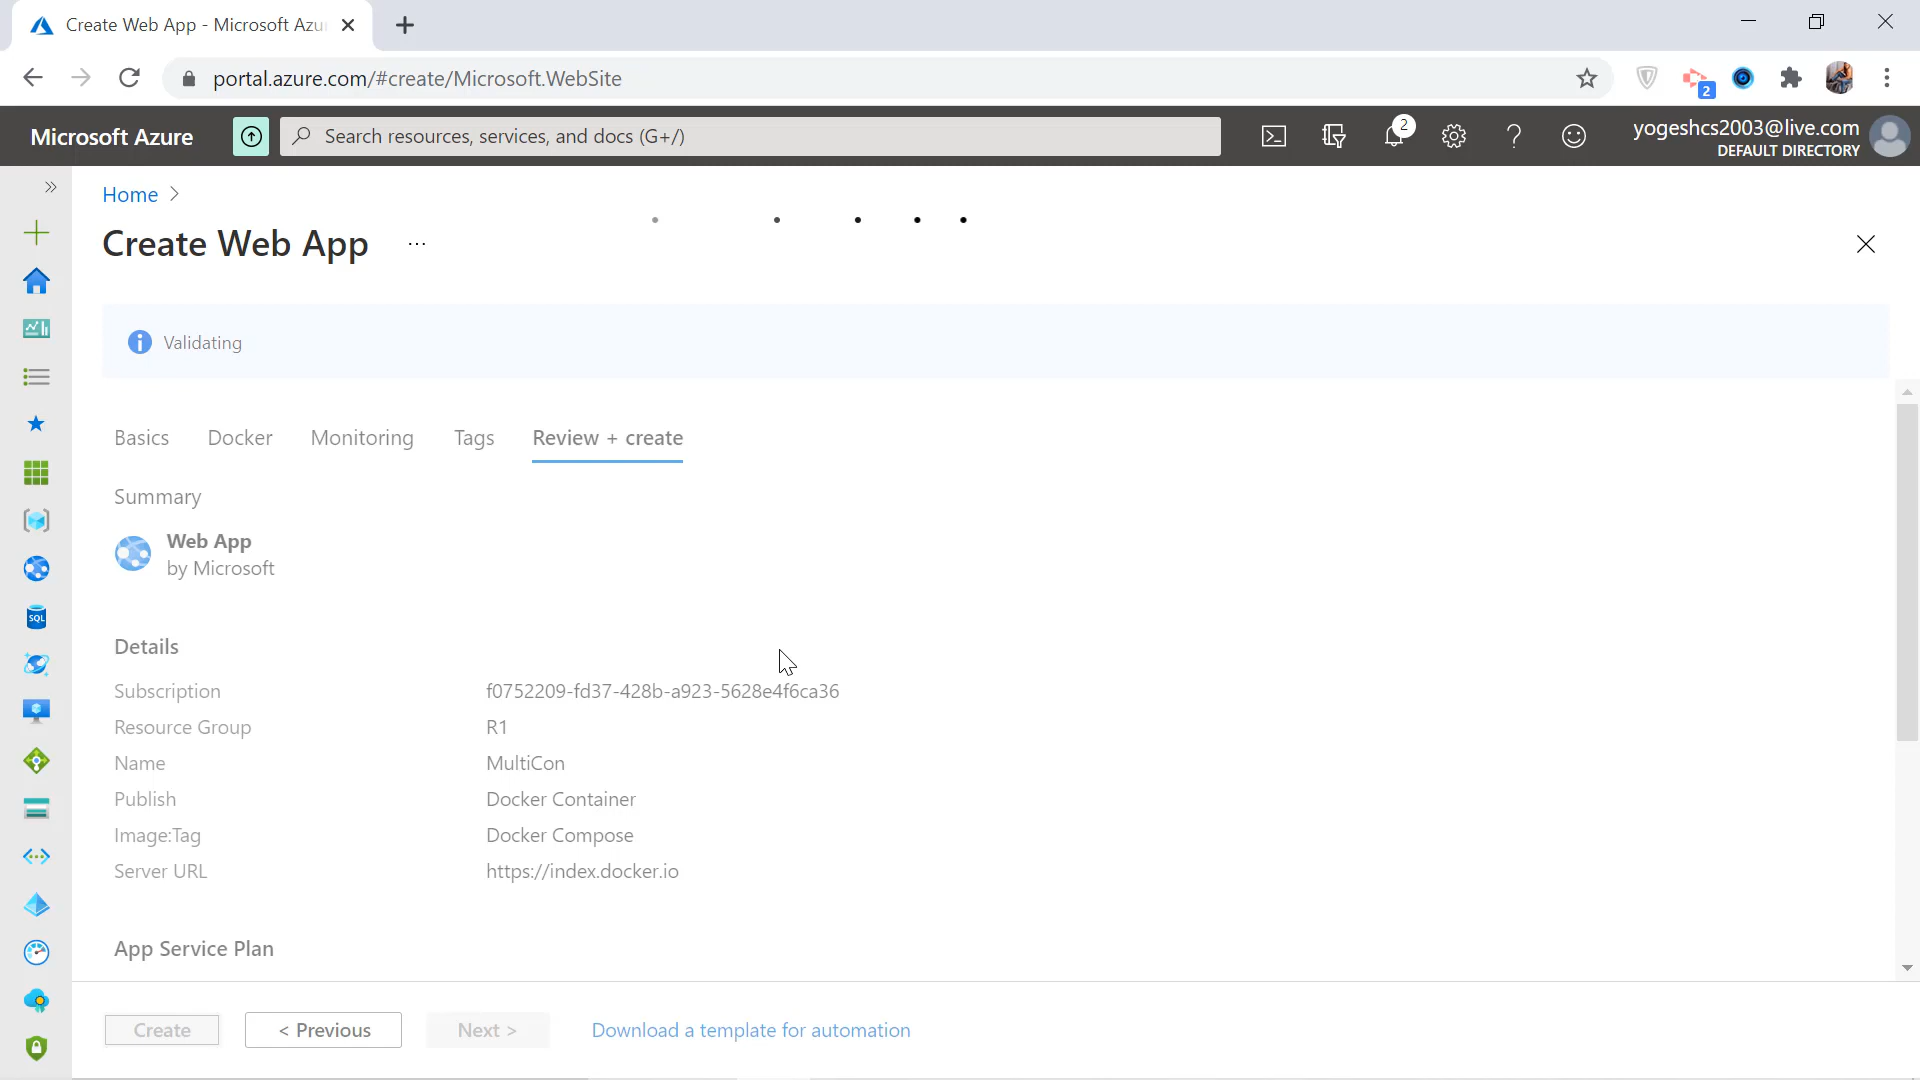 Create Web App - Microsoft Azu
portal.azure.com/#create/Microsoft.WebSite
2
Microsoft Azure
Search resources, services, and docs (G+/)
2
yogeshcs2003@live.com
DEFAULT DIRECTORY
Home >
Create Web App ...
Validating
Basics Docker Monitoring Tags Review + create
Summary
Web App
by Microsoft
Details
Subscription f0752209-fd37-428b-a923-5628e4f6ca36
Resource Group R1
Name MultiCon
Publish Docker Container
Image:Tag Docker Compose
Server URL https://index.docker.io
App Service Plan
Create < Previous Next > Download a template for automation
SQL